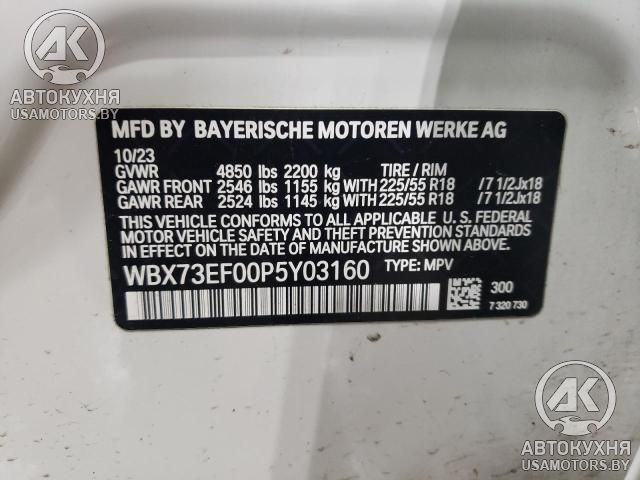 АК
АВТОКУХНЯ
USAMOTORS.BY
MFD BY BAYERISCHE MOTOREN WERKE AG
10/23
GVWR 4850 lbs 2200 kg TIRE / RIM
GAWR FRONT 2546 lbs 1155 kg WITH 225/55 R18 /7 1/2Jx18
GAWR REAR 2524 lbs 1145 kg WITH 225/55 R18 /7 1/2Jx18
THIS VEHICLE CONFORMS TO ALL APPLICABLE U. S. FEDERAL
MOTOR VEHICLE SAFETY AND THEFT PREVENTION STANDARDS
IN EFFECT ON THE DATE OF MANUFACTURE SHOWN ABOVE.
WBX73EF00P5Y03160 TYPE: MPV
300
7 320 730
АК
АВТОКУХНЯ
USAMOTORS.BY